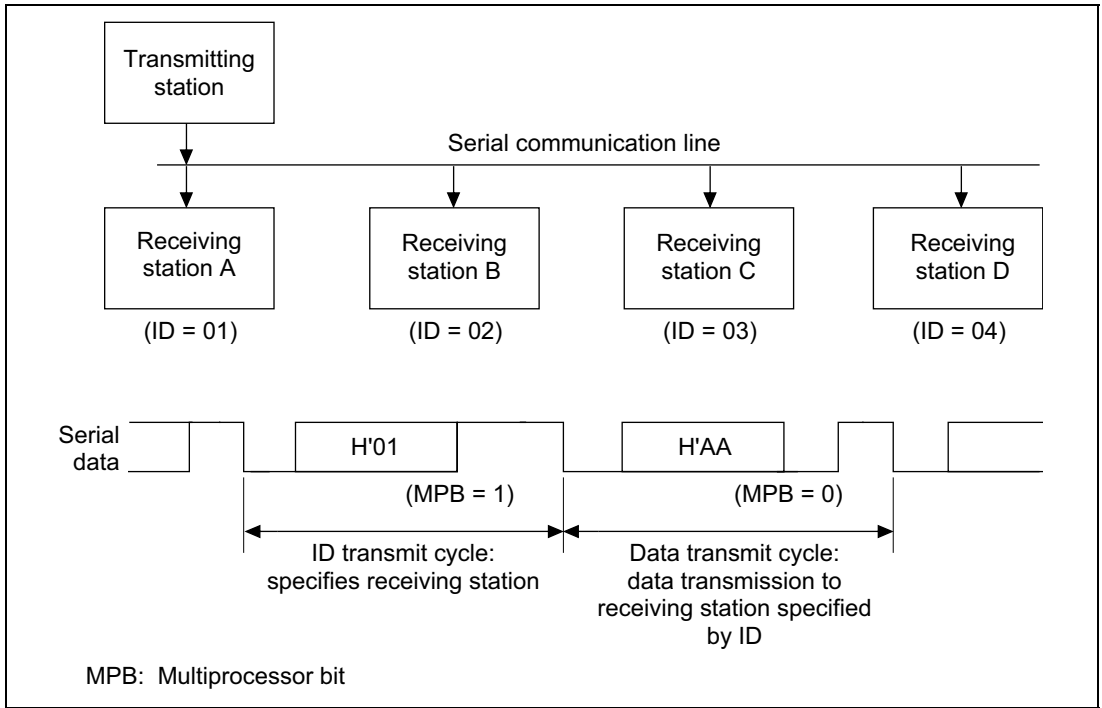 Transmitting
station
Serial communication line
Receiving
station A
Receiving
station B
Receiving
station C
Receiving
station D
(ID = 01)
(ID = 02)
(ID = 03)
(ID = 04)
Serial
data
H'01
H'AA
(MPB = 1)
(MPB = 0)
ID transmit cycle:
specifies receiving station
Data transmit cycle:
data transmission to
receiving station specified
by ID
MPB: Multiprocessor bit